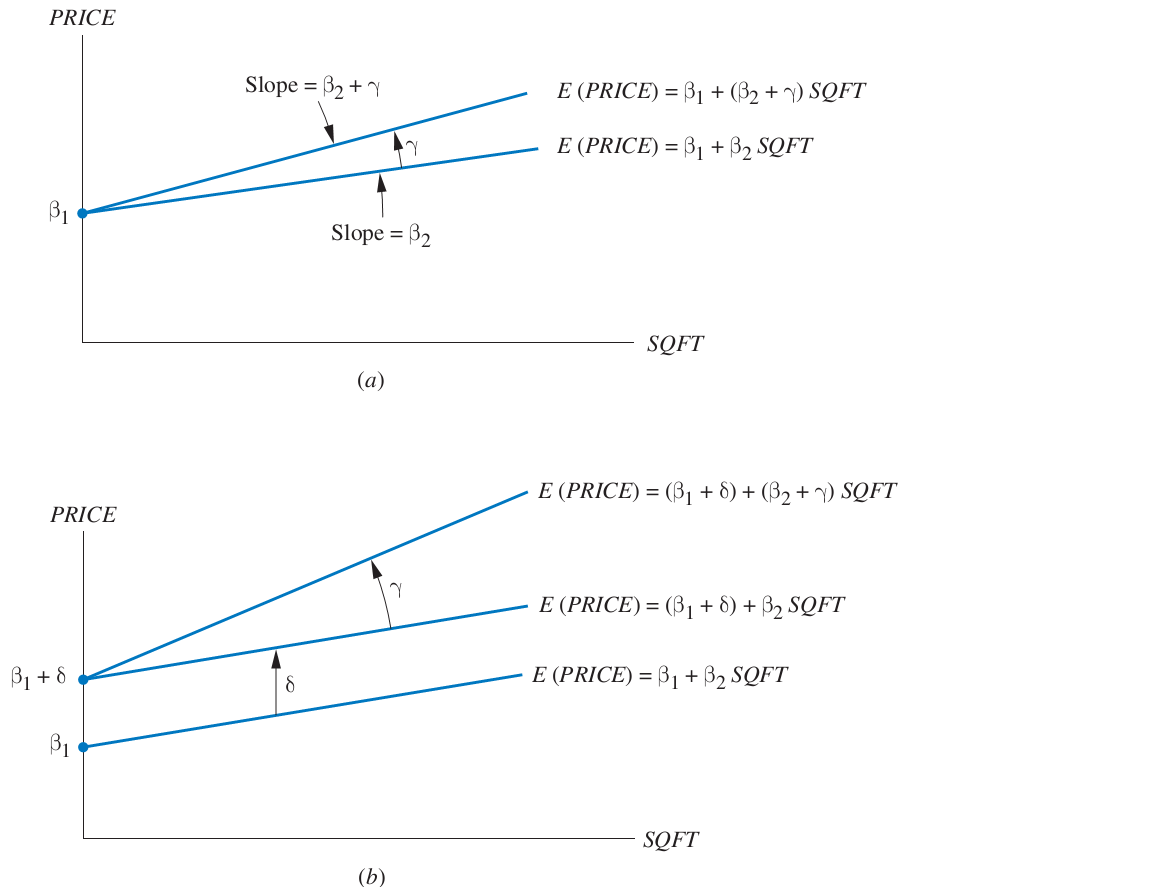 PRICE
Slope = β₂ + γ
E (PRICE) = β₁ + (β₂ + γ) SQFT
γ
E (PRICE) = β₁ + β₂ SQFT
β₁
Slope = β₂
SQFT
(a)
E (PRICE) = (β₁ + δ) + (β₂ + γ) SQFT
PRICE
γ
E (PRICE) = (β₁ + δ) + β₂ SQFT
β₁ + δ
δ
E (PRICE) = β₁ + β₂ SQFT
β₁
SQFT
(b)